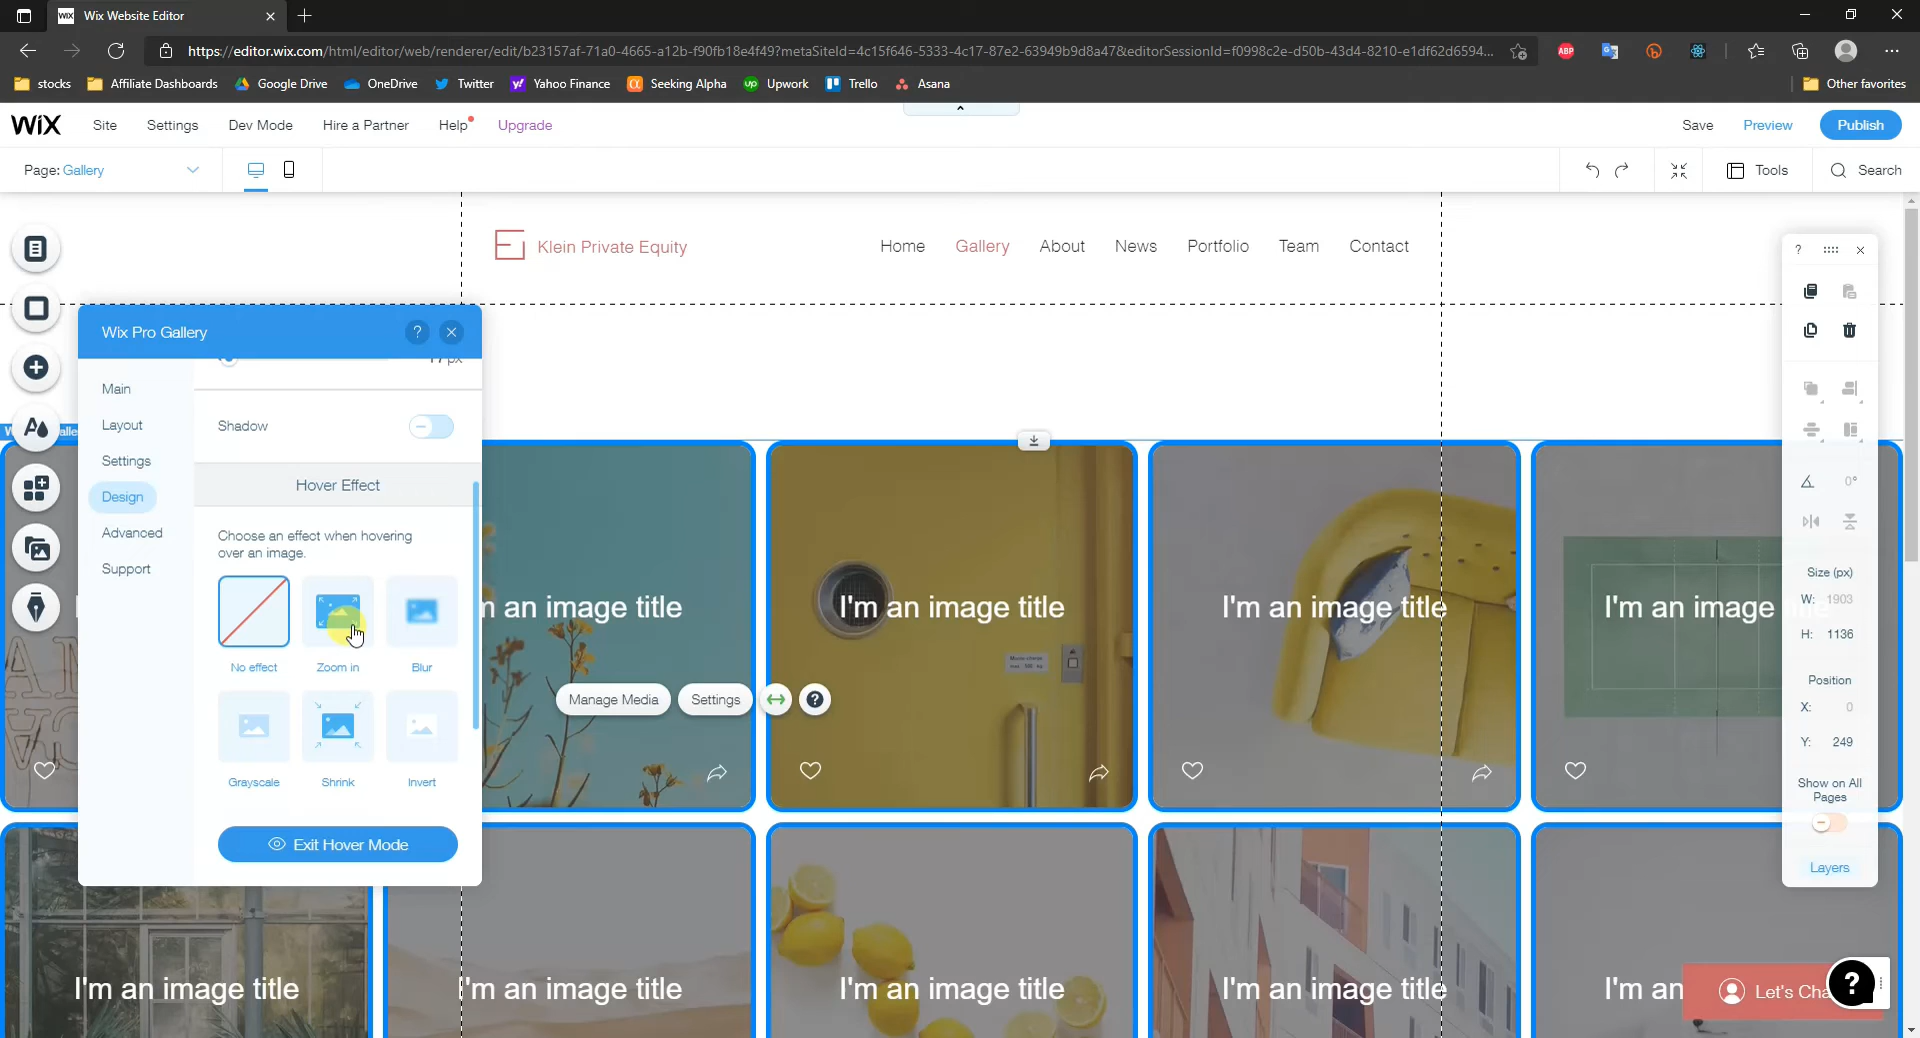 Wix Website Editor
https://editor.wix.com/html/editor/web/renderer/edit/b23157af-71a0-4665-a12b-f90fb18e4f49?metaSiteId=4c15f646-5333-4c17-87e2-63949b9d8a47&editorSessionId=f0998c2e-d50b-43d4-8210-e1df62d6594...
stocks Affiliate Dashboards Google Drive OneDrive Twitter Yahoo Finance Seeking Alpha Upwork Trello Asana Other favorites
WiX Site Settings Dev Mode Hire a Partner Help Upgrade Save Preview Publish
Page: Gallery Tools Search
Klein Private Equity Home Gallery About News Portfolio Team Contact
Wix Pro Gallery ?
Main
Layout
Settings
Design
Advanced
Support
Shadow
Hover Effect
Choose an effect when hovering
over an image.
No effect Zoom in Blur
Grayscale Shrink Invert
Exit Hover Mode
n an image title
I'm an image title
I'm an image title
I'm an image
Manage Media Settings ?
I'm an image title
I'm an image title
I'm an image title
I'm an image title
I'm an
?
0°
Size (px)
W: 1903
H: 1136
Position
X: 0
Y: 249
Show on All
Pages
Layers
Let's Cha
?